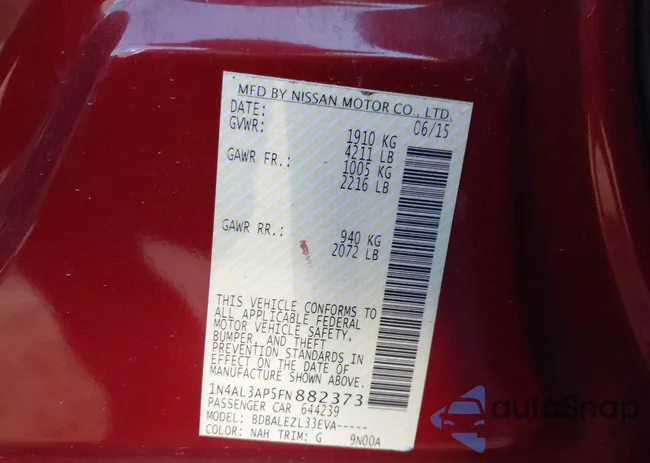 MFD BY NISSAN MOTOR CO., LTD.
DATE: 06/15
GVWR: 1910 KG
4211 LB
GAWR FR.: 1005 KG
2216 LB
GAWR RR.: 940 KG
2072 LB
THIS VEHICLE CONFORMS TO
ALL APPLICABLE FEDERAL
MOTOR VEHICLE SAFETY,
BUMPER, AND THEFT
PREVENTION STANDARDS IN
EFFECT ON THE DATE OF
MANUFACTURE SHOWN ABOVE.
1N4AL3AP5FN882373
PASSENGER CAR 644239
MODEL: BDBALEZL33EVA-----
COLOR: NAH TRIM: G 9N00A
autoSnap